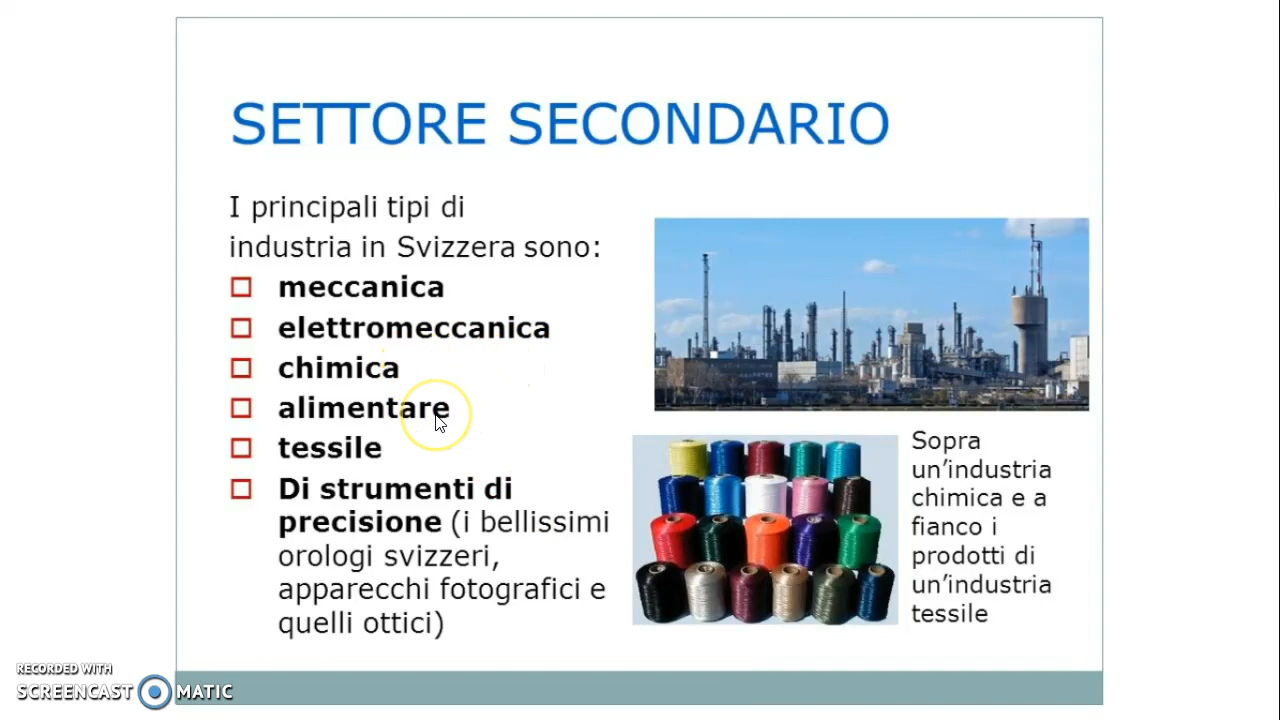 SETTORE SECONDARIO
I principali tipi di
industria in Svizzera sono:
meccanica
elettromeccanica
chimica
alimentare
tessile
Di strumenti di
precisione (i bellissimi
orologi svizzeri,
apparecchi fotografici e
quelli ottici)
Sopra
un’industria
chimica e a
fianco i
prodotti di
un’industria
tessile
RECORDED WITH
SCREENCAST MATIC